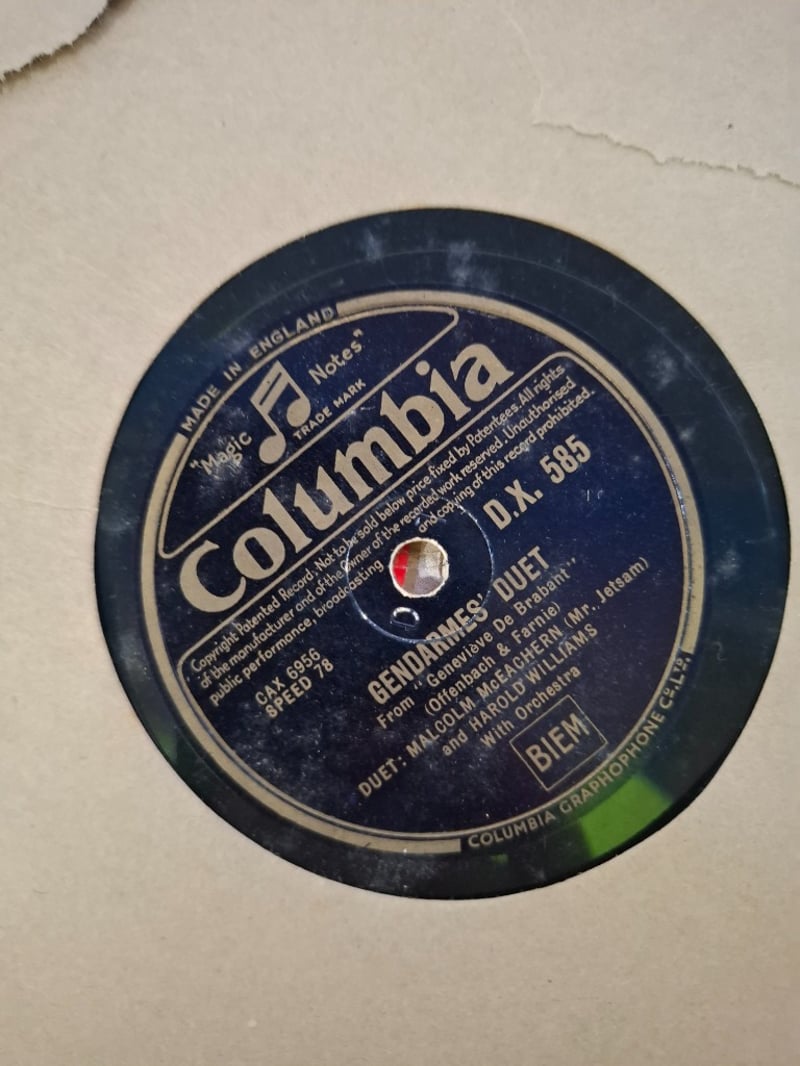 MADE IN ENGLAND
"Magic Notes"
TRADE MARK
Columbia
Copyright Patented Record. Not to be sold below price fixed by Patentees. All rights
of the manufacturer and of the owner of the recorded work reserved. Unauthorised
public performance, broadcasting and copying of this record prohibited.
D.X. 585
CAX 6956
SPEED 78
GENDARMES' DUET
From "Geneviève De Brabant"
(Offenbach & Farnie)
DUET: MALCOLM McEACHERN (Mr. Jetsam)
and HAROLD WILLIAMS
With Orchestra
BIEM
COLUMBIA GRAPHOPHONE Co. LTD.